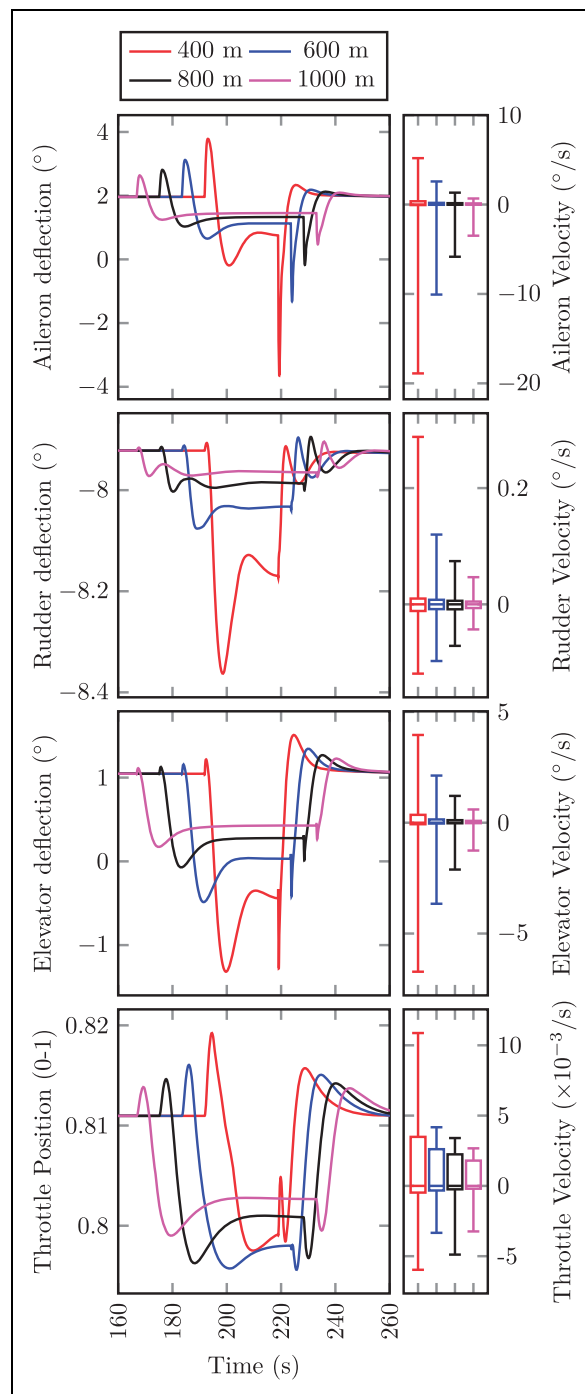 400 m 600 m
800 m 1000 m
Aileron deflection (°)
4
2
0
−2
−4
10
0
−10
−20
Aileron Velocity (°/s)
Rudder deflection (°)
−8
−8.2
−8.4
0.2
0
Rudder Velocity (°/s)
Elevator deflection (°)
1
0
−1
5
0
−5
Elevator Velocity (°/s)
Throttle Position (0-1)
0.82
0.81
0.8
10
5
0
-5
Throttle Velocity (×10−3/s)
160 180 200 220 240 260
Time (s)